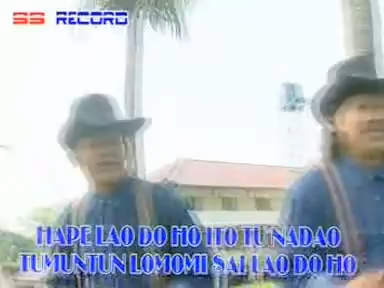 SS RECORD
HAPE LAO DO HO ITO TU NADAO
TUMUNTUN LOMOMI SAI LAO DO HO